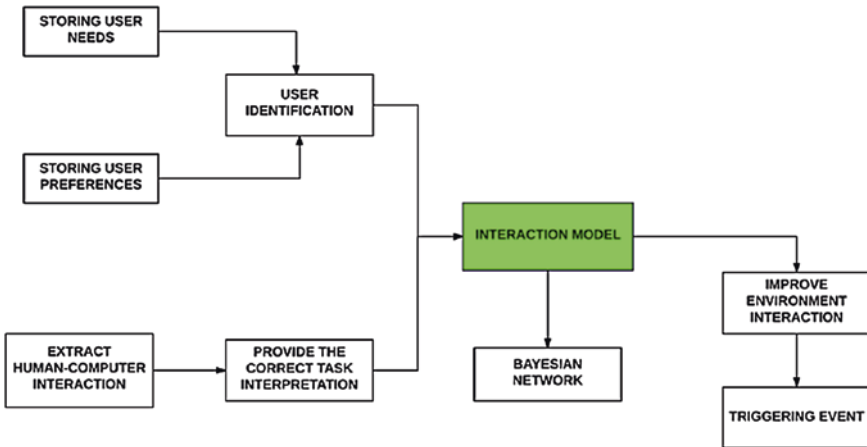 STORING USER
NEEDS
USER
IDENTIFICATION
STORING USER
PREFERENCES
INTERACTION MODEL
IMPROVE
ENVIRONMENT
INTERACTION
EXTRACT
HUMAN-COMPUTER
INTERACTION
PROVIDE THE
CORRECT TASK
INTERPRETATION
BAYESIAN
NETWORK
TRIGGERING EVENT